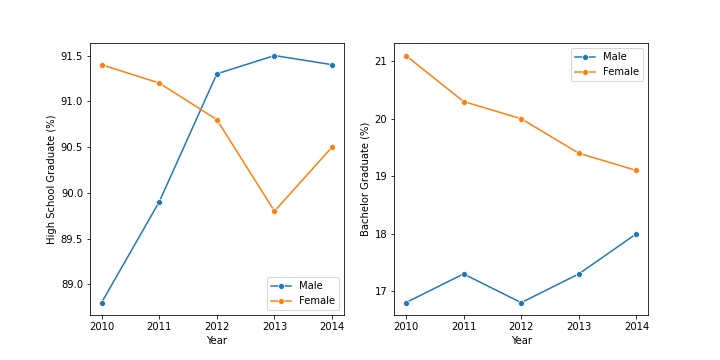 High School Graduate (%)
91.5
91.0
90.5
90.0
89.5
89.0
2010 2011 2012 2013 2014
Year
Male
Female
Bachelor Graduate (%)
21
20
19
18
17
2010 2011 2012 2013 2014
Year
Male
Female